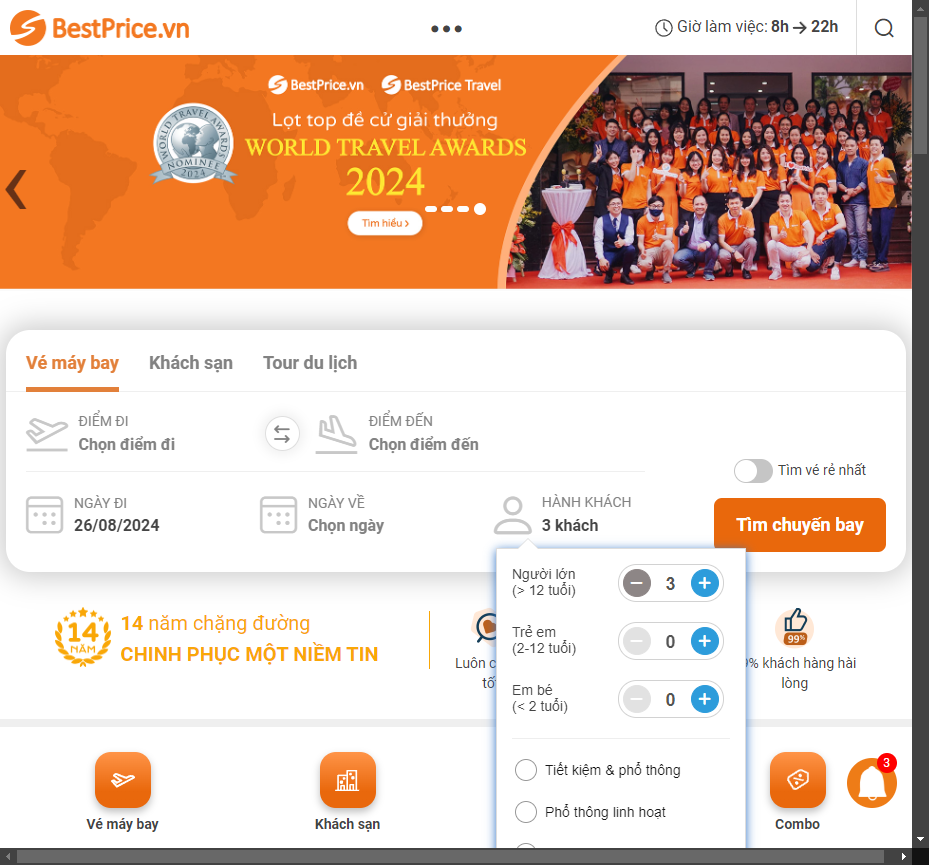 BestPrice.vn
Giờ làm việc: 8h → 22h
BestPrice.vn BestPrice Travel
Lọt top đề cử giải thưởng
WORLD TRAVEL AWARDS
2024
WORLD TRAVEL AWARDS
NOMINEE
2024
Tìm hiểu
Vé máy bay
Khách sạn
Tour du lịch
ĐIỂM ĐI
Chọn điểm đi
ĐIỂM ĐẾN
Chọn điểm đến
Tìm vé rẻ nhất
NGÀY ĐI
26/08/2024
NGÀY VỀ
Chọn ngày
HÀNH KHÁCH
3 khách
Tìm chuyến bay
Người lớn
(> 12 tuổi)
3
Trẻ em
(2-12 tuổi)
0
Em bé
(< 2 tuổi)
0
Tiết kiệm & phổ thông
Phổ thông linh hoạt
14
NĂM
14 năm chặng đường
CHINH PHỤC MỘT NIỀM TIN
Luôn
99%
% khách hàng hài
lòng
Vé máy bay
Khách sạn
Combo
3